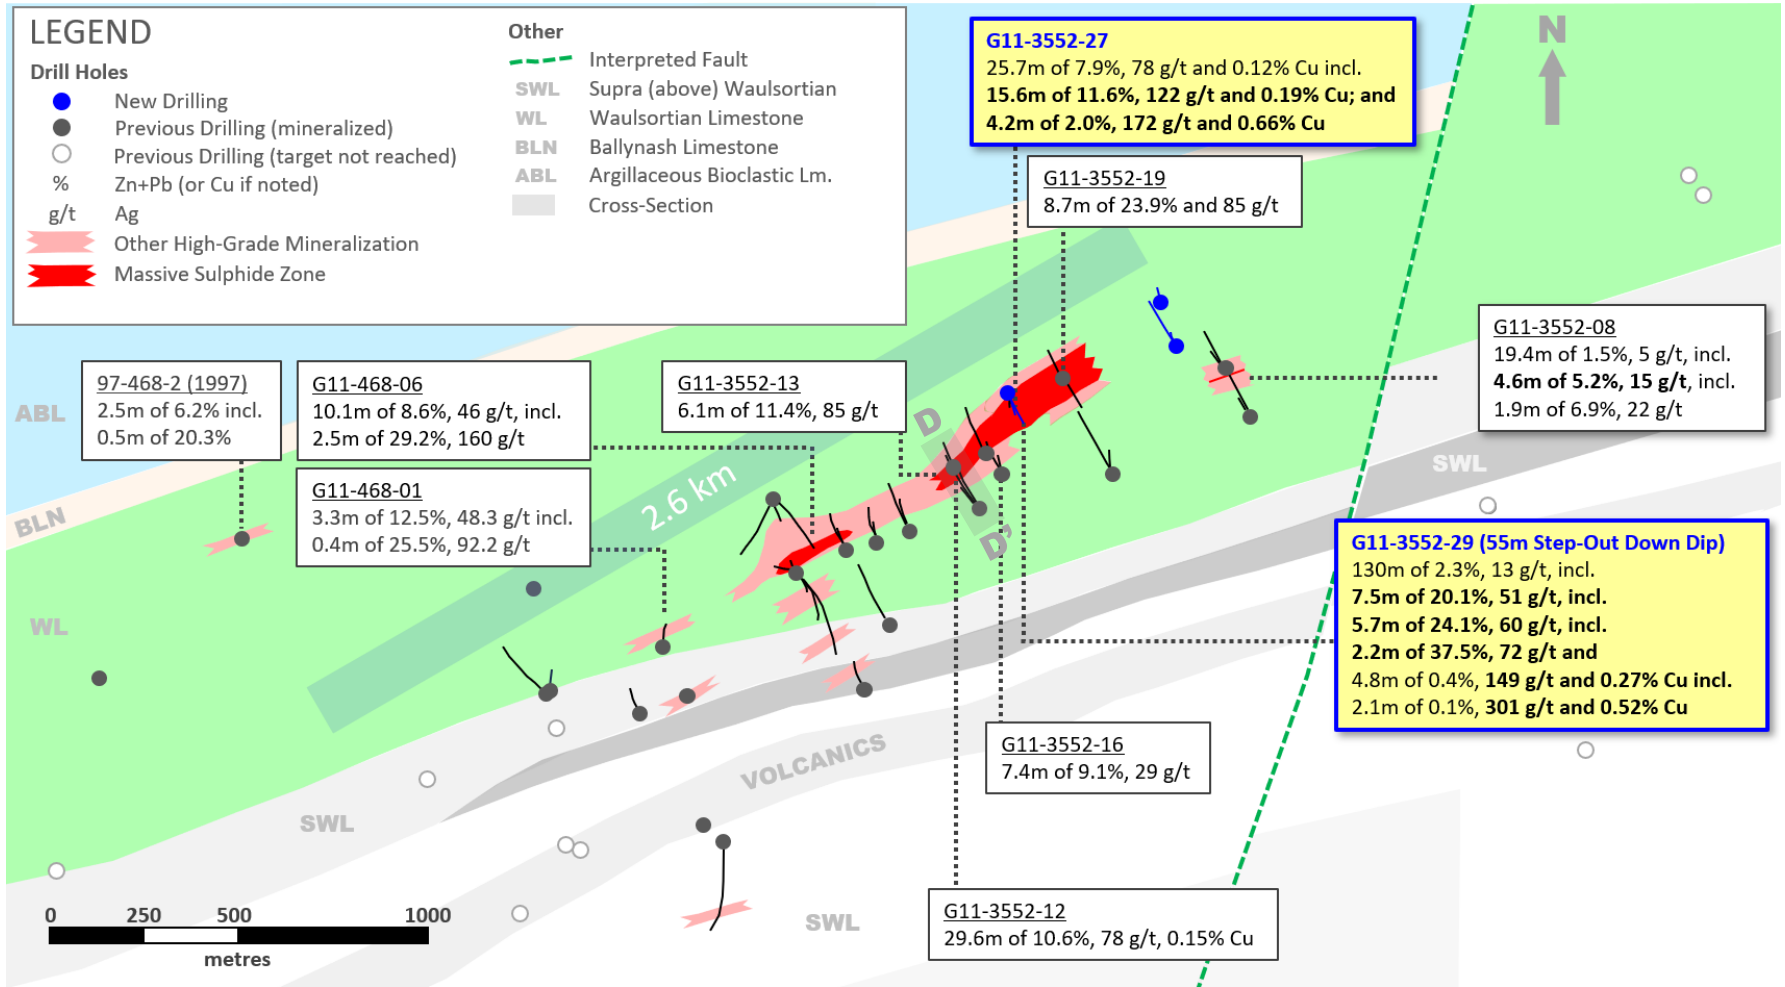 LEGEND
Drill Holes
New Drilling
Previous Drilling (mineralized)
Previous Drilling (target not reached)
% Zn+Pb (or Cu if noted)
g/t Ag
Other High-Grade Mineralization
Massive Sulphide Zone
Other
Interpreted Fault
SWL Supra (above) Waulsortian
WL Waulsortian Limestone
BLN Ballynash Limestone
ABL Argillaceous Bioclastic Lm.
Cross-Section
G11-3552-27
25.7m of 7.9%, 78 g/t and 0.12% Cu incl.
15.6m of 11.6%, 122 g/t and 0.19% Cu; and
4.2m of 2.0%, 172 g/t and 0.66% Cu
N
G11-3552-19
8.7m of 23.9% and 85 g/t
G11-3552-08
19.4m of 1.5%, 5 g/t, incl.
4.6m of 5.2%, 15 g/t, incl.
1.9m of 6.9%, 22 g/t
97-468-2 (1997)
2.5m of 6.2% incl.
0.5m of 20.3%
G11-468-06
10.1m of 8.6%, 46 g/t, incl.
2.5m of 29.2%, 160 g/t
G11-3552-13
6.1m of 11.4%, 85 g/t
G11-468-01
3.3m of 12.5%, 48.3 g/t incl.
0.4m of 25.5%, 92.2 g/t
ABL
BLN
WL
2.6 km
D
D'
SWL
G11-3552-29 (55m Step-Out Down Dip)
130m of 2.3%, 13 g/t, incl.
7.5m of 20.1%, 51 g/t, incl.
5.7m of 24.1%, 60 g/t, incl.
2.2m of 37.5%, 72 g/t and
4.8m of 0.4%, 149 g/t and 0.27% Cu incl.
2.1m of 0.1%, 301 g/t and 0.52% Cu
G11-3552-16
7.4m of 9.1%, 29 g/t
VOLCANICS
SWL
SWL
G11-3552-12
29.6m of 10.6%, 78 g/t, 0.15% Cu
0 250 500 1000
metres